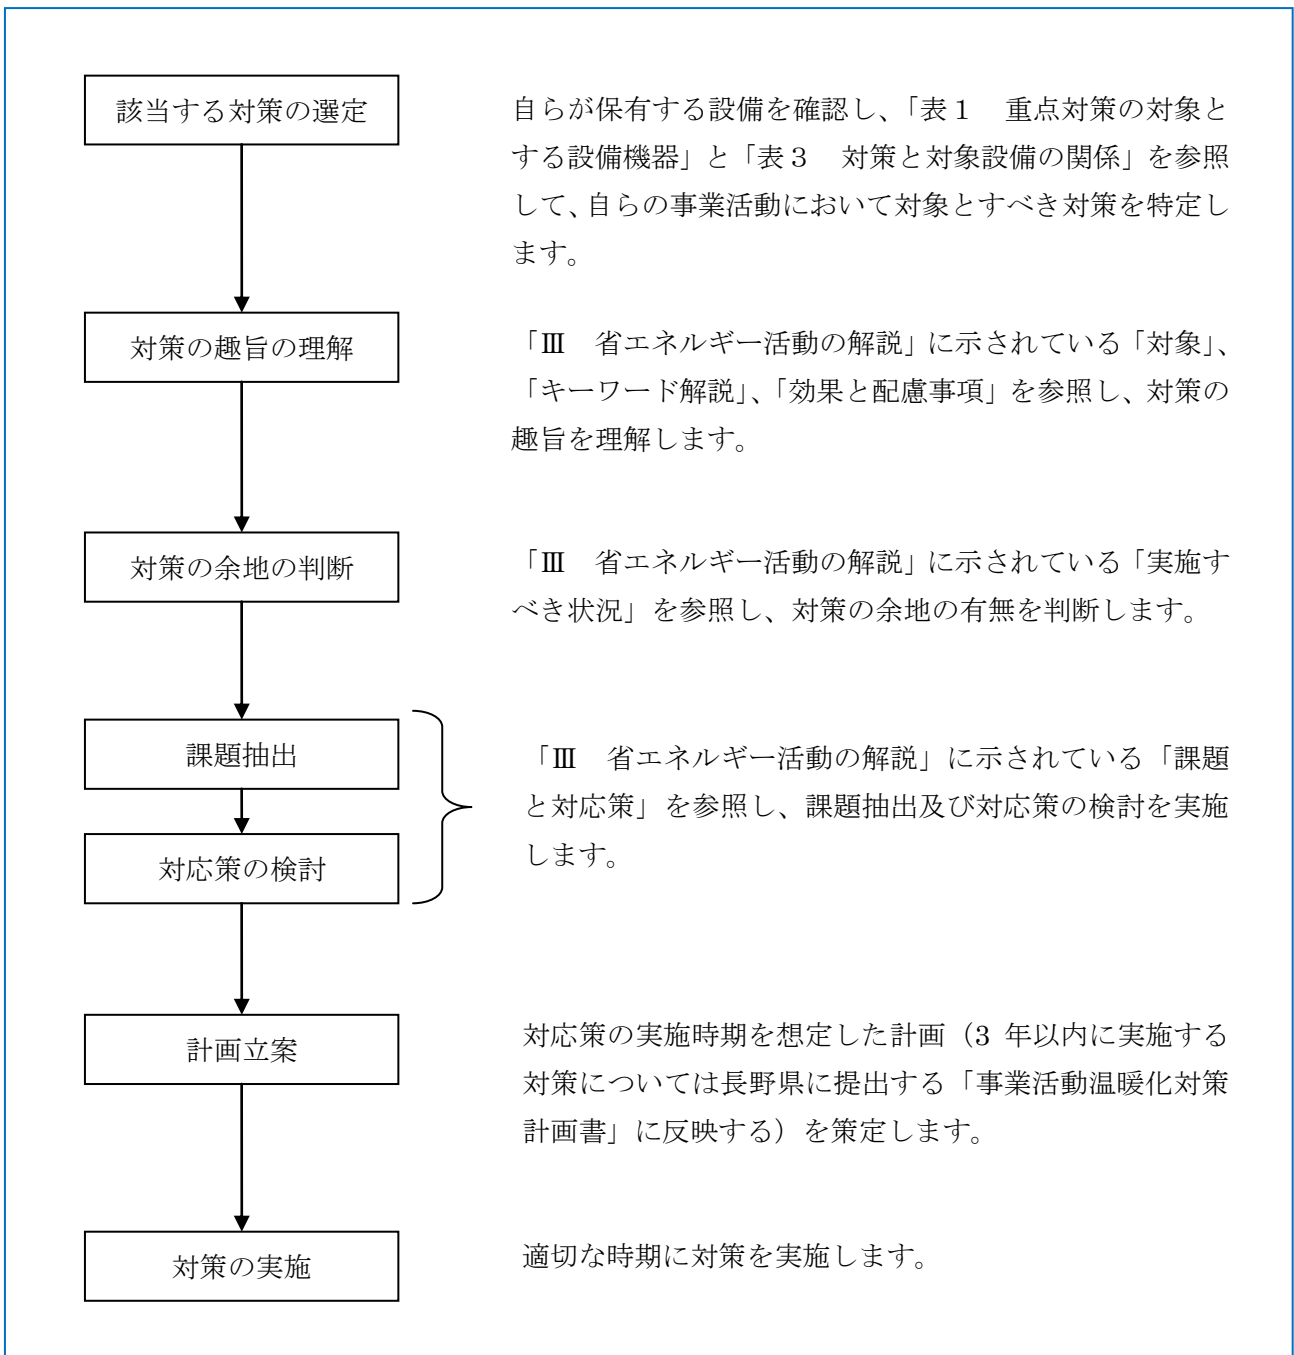 該当する対策の選定
自らが保有する設備を確認し、「表1　重点対策の対象と
する設備機器」と「表3　対策と対象設備の関係」を参照
して、自らの事業活動において対象とすべき対策を特定し
ます。
対策の趣旨の理解
「Ⅲ　省エネルギー活動の解説」に示されている「対象」、
「キーワード解説」、「効果と配慮事項」を参照し、対策の
趣旨を理解します。
対策の余地の判断
「Ⅲ　省エネルギー活動の解説」に示されている「実施す
べき状況」を参照し、対策の余地の有無を判断します。
課題抽出
対応策の検討
「Ⅲ　省エネルギー活動の解説」に示されている「課題
と対応策」を参照し、課題抽出及び対応策の検討を実施
します。
計画立案
対応策の実施時期を想定した計画（3 年以内に実施する
対策については長野県に提出する「事業活動温暖化対策
計画書」に反映する）を策定します。
対策の実施
適切な時期に対策を実施します。